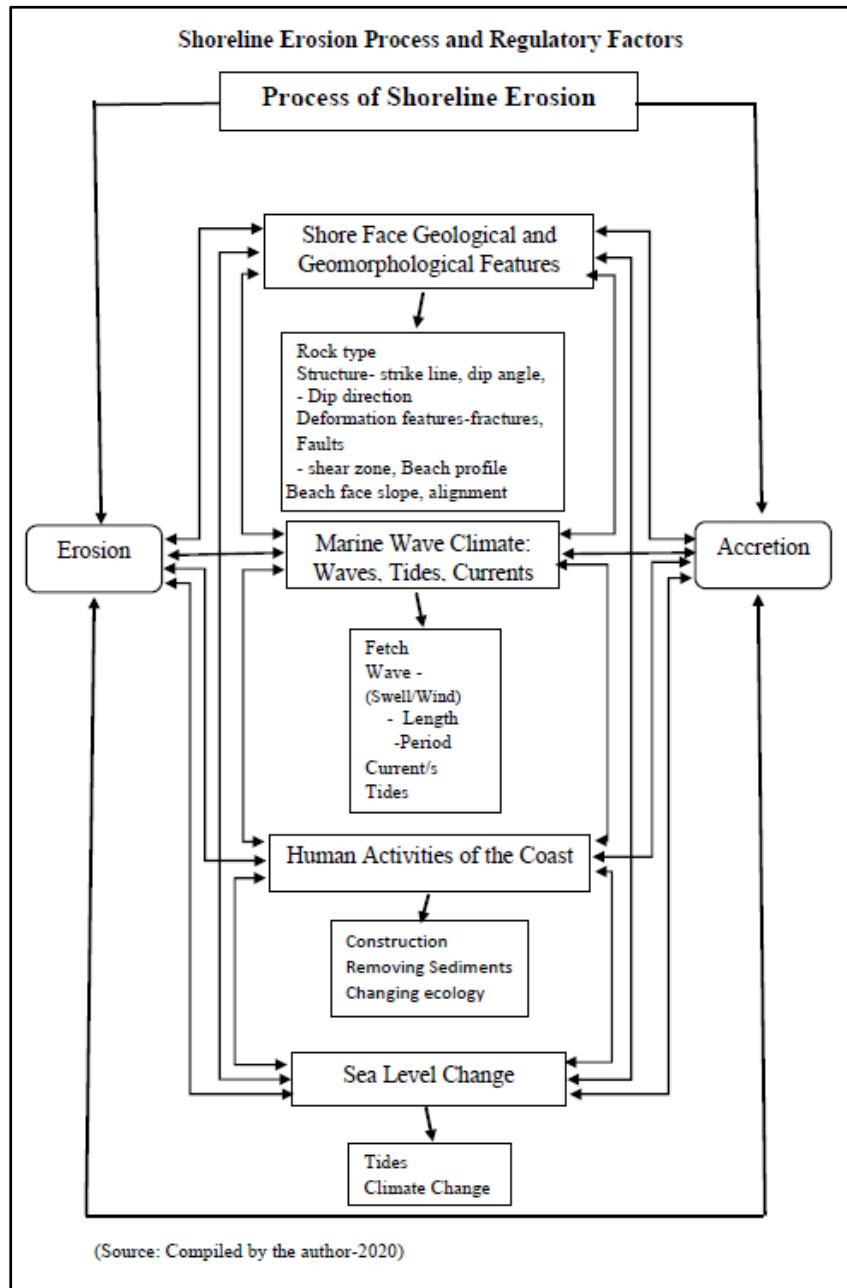 Shoreline Erosion Process and Regulatory Factors
Process of Shoreline Erosion
Shore Face Geological and
Geomorphological Features
Rock type
Structure- strike line, dip angle,
- Dip direction
Deformation features-fractures,
Faults
- shear zone, Beach profile
Beach face slope, alignment
Erosion
Marine Wave Climate:
Waves, Tides, Currents
Accretion
Fetch
Wave -
(Swell/Wind)
- Length
-Period
Current/s
Tides
Human Activities of the Coast
Construction
Removing Sediments
Changing ecology
Sea Level Change
Tides
Climate Change
(Source: Compiled by the author-2020)